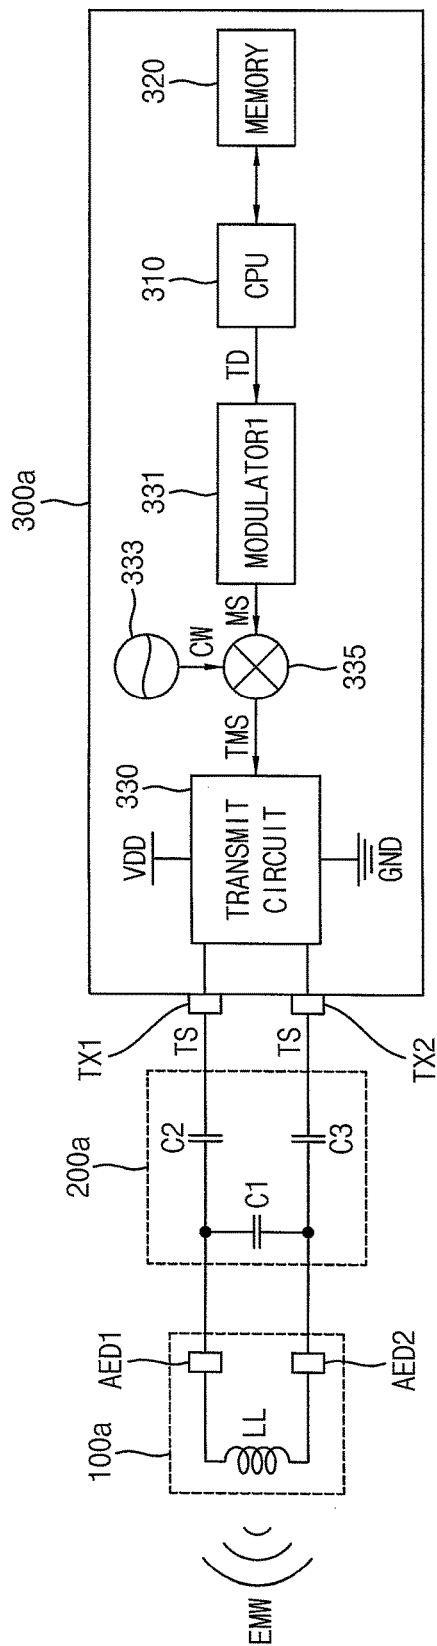 300a
320
MEMORY
310
CPU
TD
331
MODULATOR1
MS
333
CW
335
TMS
330
VDD
TRANSMIT
CIRCUIT
GND
TX1
TS
TS
TX2
200a
C2
C1
C3
100a
AED1
AED2
LL
EMW